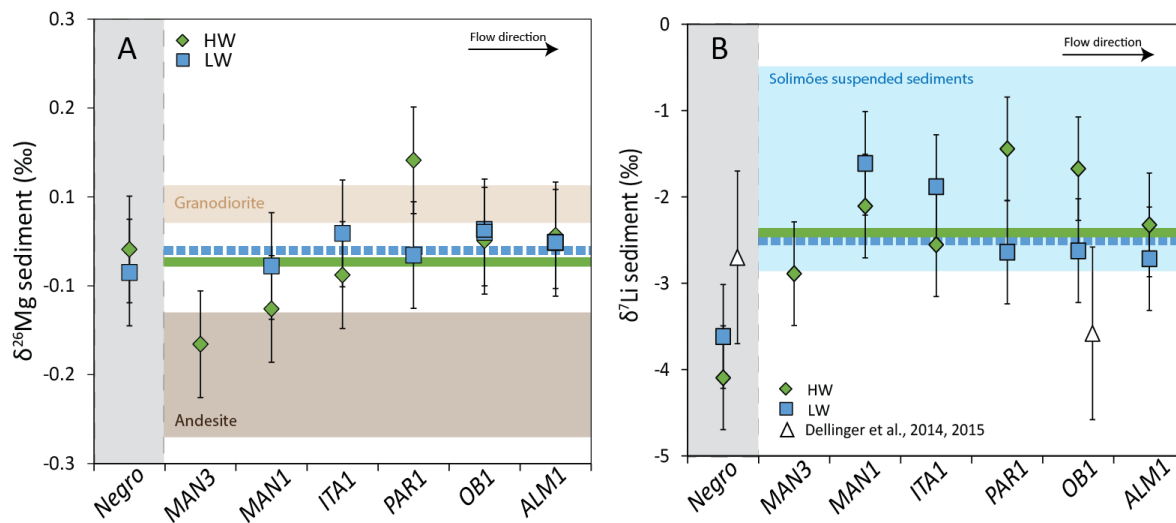 A
HW
LW
Flow direction
Granodiorite
Andesite
δ26Mg sediment (‰)
0.3
0.2
0.1
-0.1
-0.2
-0.3
Negro
MAN3
MAN1
ITA1
PAR1
OB1
ALM1
B
Flow direction
Solimões suspended sediments
HW
LW
Dellinger et al., 2014, 2015
δ7Li sediment (‰)
0
-1
-2
-3
-4
-5
Negro
MAN3
MAN1
ITA1
PAR1
OB1
ALM1